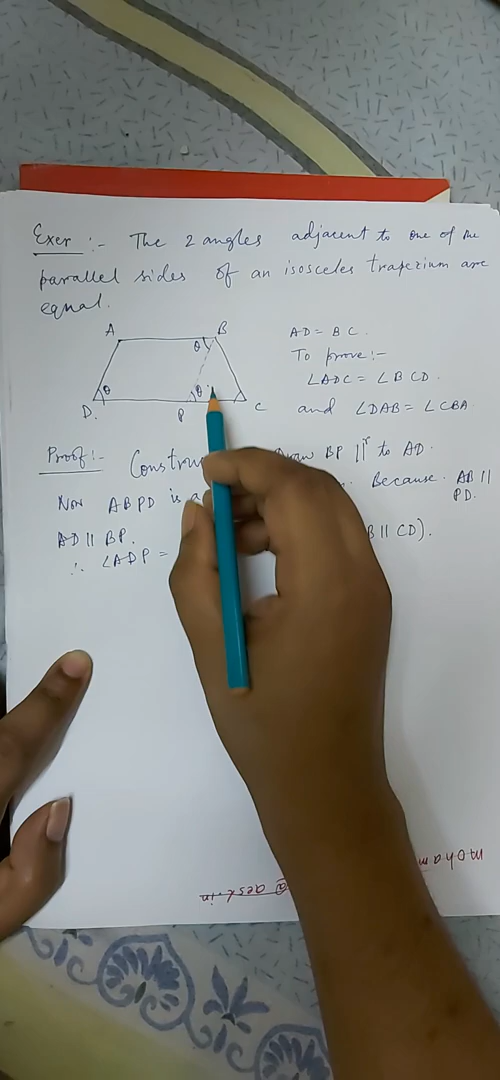 Exer :- The 2 angles adjacent to one of the
parallel sides of an isosceles trapezium are
equal.
A B
θ
θ θ
D. P C
AD = BC.
To prove:-
∠ADC = ∠BCD.
and ∠DAB = ∠CBA
Proof:- Draw BP ||r to AD.
Now ABPD is a Because AB ||
PD.
AD || BP. || CD).
∴ ∠ADP =